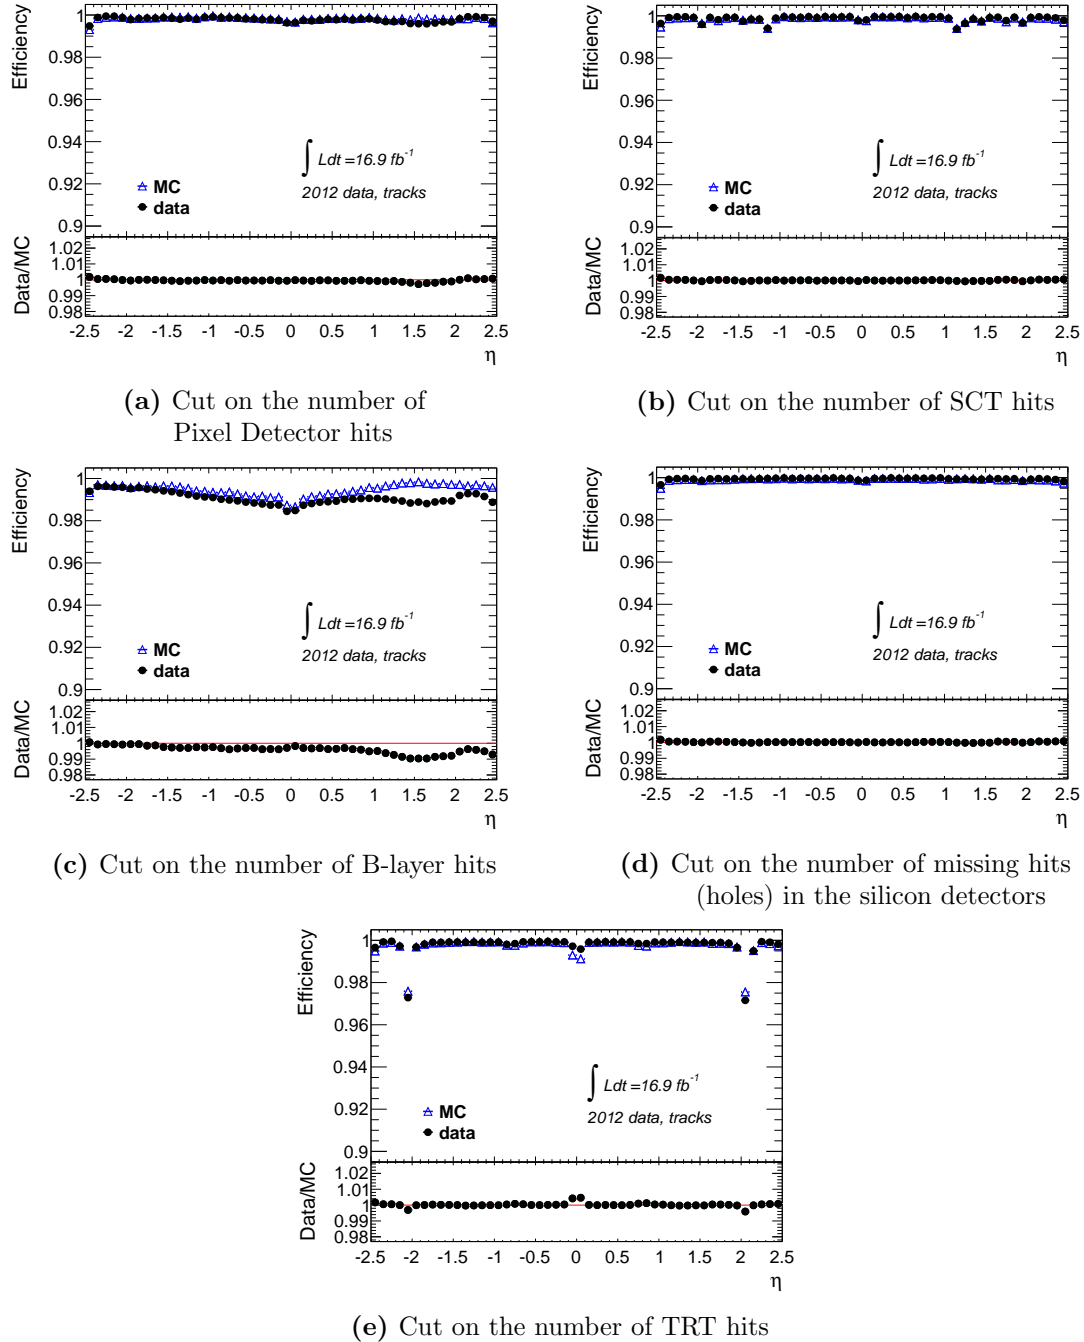 Efficiency
1
0.98
0.96
0.94
0.92
0.9
∫ Ldt =16.9 fb⁻¹
MC
data
2012 data, tracks
Data/MC
1.02
1.01
1
0.99
0.98
-2.5 -2 -1.5 -1 -0.5 0 0.5 1 1.5 2 2.5
η
(a) Cut on the number of
Pixel Detector hits
Efficiency
1
0.98
0.96
0.94
0.92
0.9
∫ Ldt =16.9 fb⁻¹
MC
data
2012 data, tracks
Data/MC
1.02
1.01
1
0.99
0.98
-2.5 -2 -1.5 -1 -0.5 0 0.5 1 1.5 2 2.5
η
(b) Cut on the number of SCT hits
Efficiency
1
0.98
0.96
0.94
0.92
0.9
∫ Ldt =16.9 fb⁻¹
MC
data
2012 data, tracks
Data/MC
1.02
1.01
1
0.99
0.98
-2.5 -2 -1.5 -1 -0.5 0 0.5 1 1.5 2 2.5
η
(c) Cut on the number of B-layer hits
Efficiency
1
0.98
0.96
0.94
0.92
0.9
∫ Ldt =16.9 fb⁻¹
MC
data
2012 data, tracks
Data/MC
1.02
1.01
1
0.99
0.98
-2.5 -2 -1.5 -1 -0.5 0 0.5 1 1.5 2 2.5
η
(d) Cut on the number of missing hits
(holes) in the silicon detectors
Efficiency
1
0.98
0.96
0.94
0.92
0.9
∫ Ldt =16.9 fb⁻¹
MC
data
2012 data, tracks
Data/MC
1.02
1.01
1
0.99
0.98
-2.5 -2 -1.5 -1 -0.5 0 0.5 1 1.5 2 2.5
η
(e) Cut on the number of TRT hits